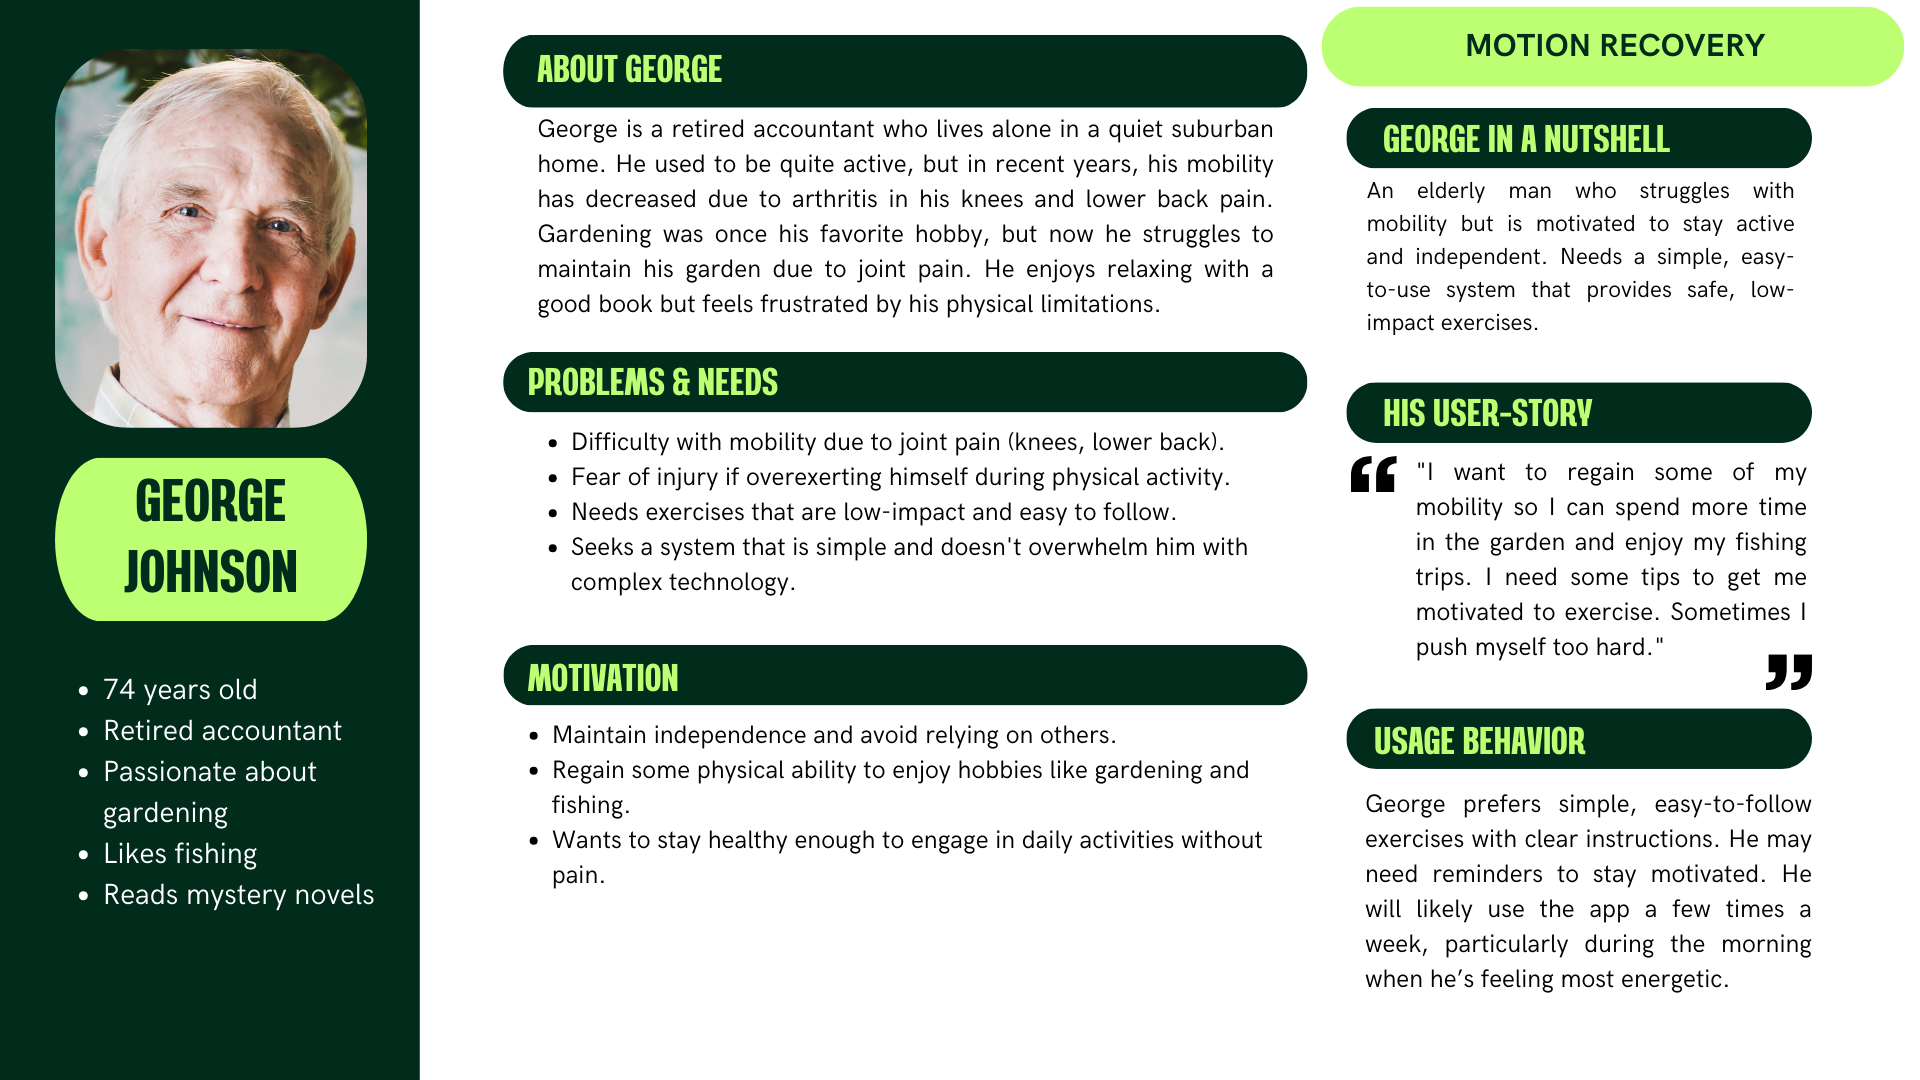 GEORGE
JOHNSON
• 74 years old
• Retired accountant
• Passionate about
gardening
• Likes fishing
• Reads mystery novels
ABOUT GEORGE
George is a retired accountant who lives alone in a quiet suburban
home. He used to be quite active, but in recent years, his mobility
has decreased due to arthritis in his knees and lower back pain.
Gardening was once his favorite hobby, but now he struggles to
maintain his garden due to joint pain. He enjoys relaxing with a
good book but feels frustrated by his physical limitations.
PROBLEMS & NEEDS
• Difficulty with mobility due to joint pain (knees, lower back).
• Fear of injury if overexerting himself during physical activity.
• Needs exercises that are low-impact and easy to follow.
• Seeks a system that is simple and doesn't overwhelm him with
complex technology.
MOTIVATION
• Maintain independence and avoid relying on others.
• Regain some physical ability to enjoy hobbies like gardening and
fishing.
• Wants to stay healthy enough to engage in daily activities without
pain.
MOTION RECOVERY
GEORGE IN A NUTSHELL
An elderly man who struggles with
mobility but is motivated to stay active
and independent. Needs a simple, easy-
to-use system that provides safe, low-
impact exercises.
HIS USER-STORY
"I want to regain some of my
mobility so I can spend more time
in the garden and enjoy my fishing
trips. I need some tips to get me
motivated to exercise. Sometimes I
push myself too hard."
USAGE BEHAVIOR
George prefers simple, easy-to-follow
exercises with clear instructions. He may
need reminders to stay motivated. He
will likely use the app a few times a
week, particularly during the morning
when he’s feeling most energetic.